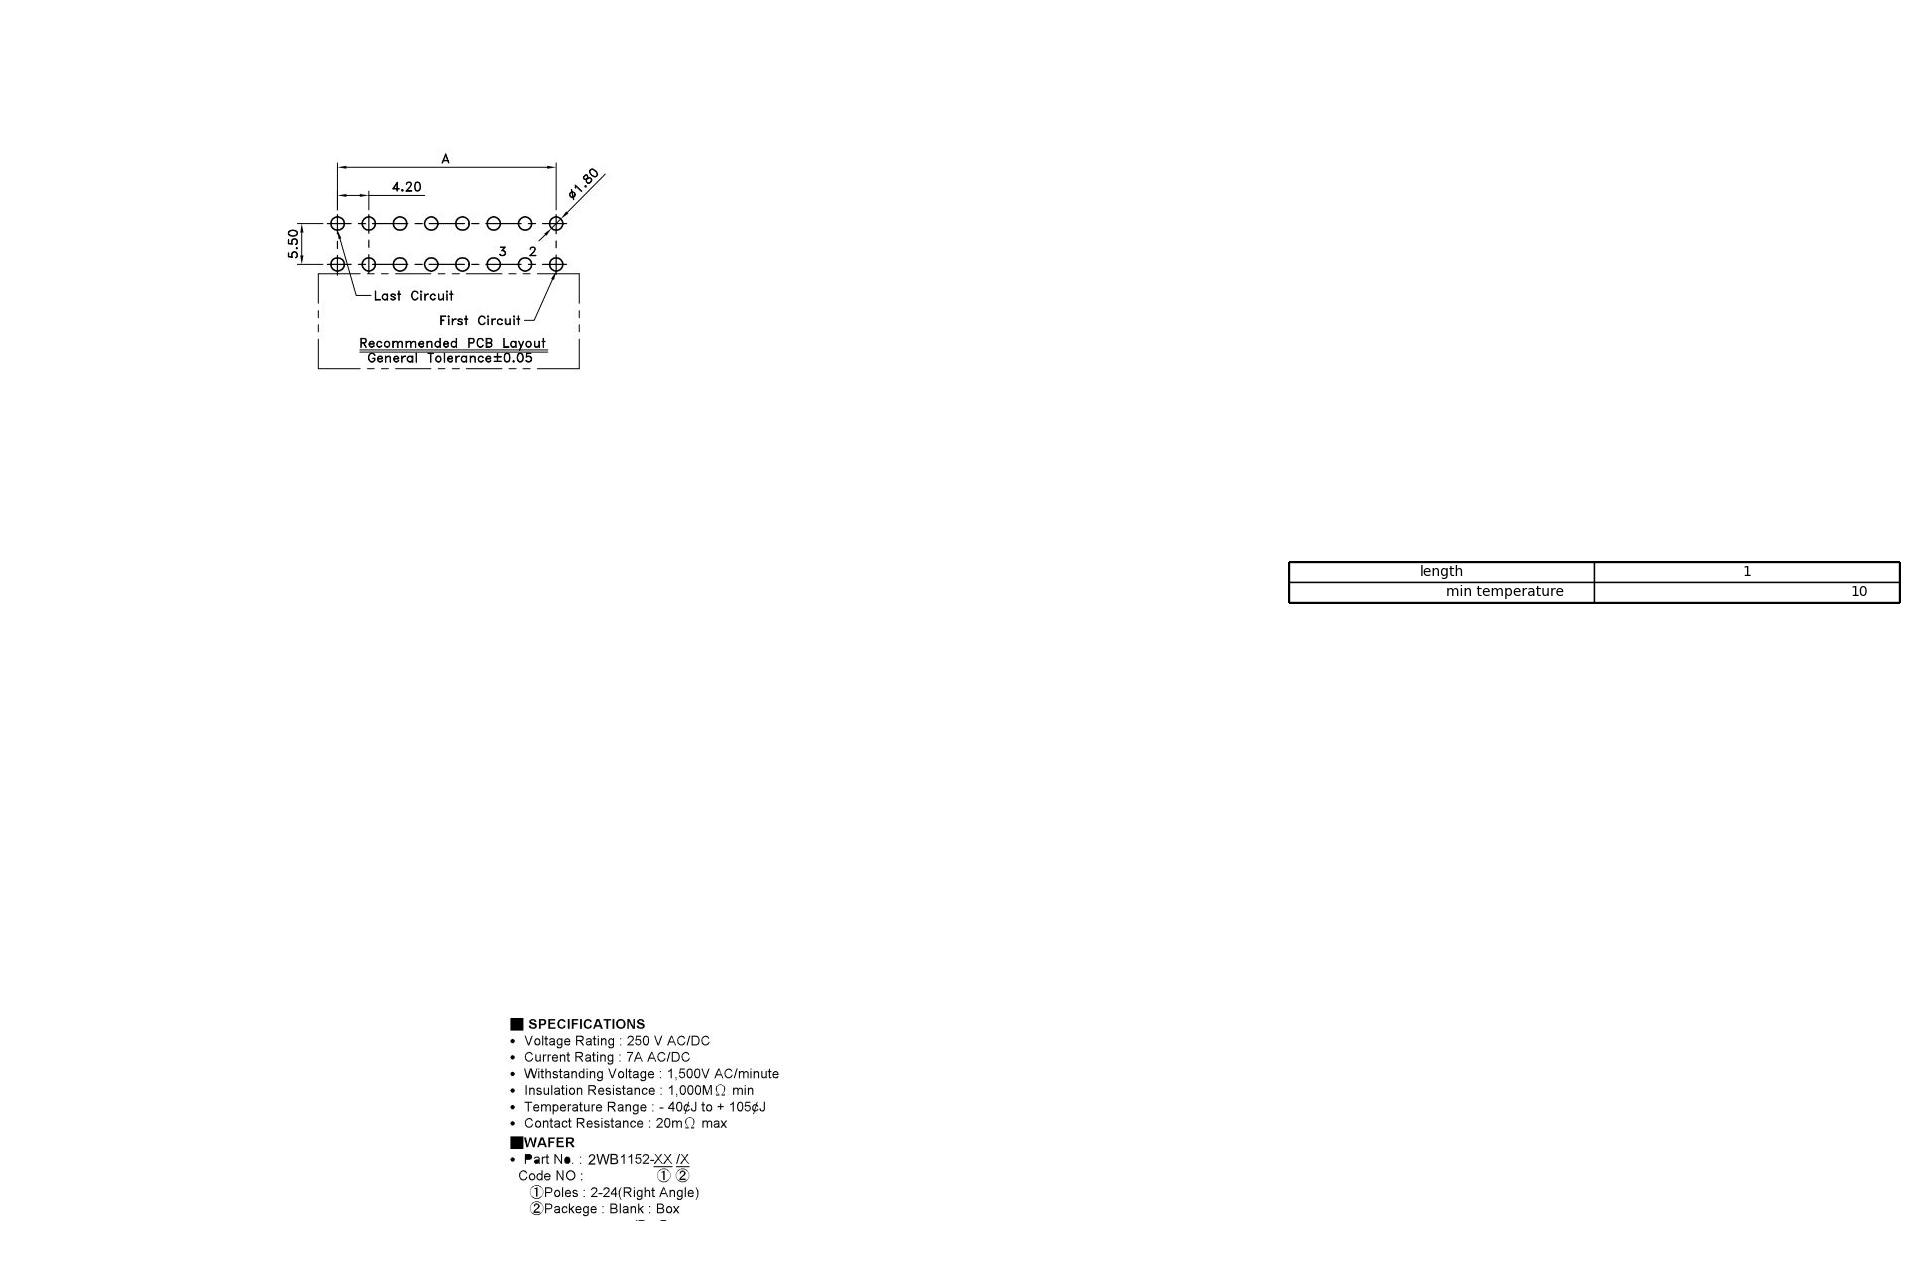 A
4.20
ø1.80
5.50
3 2
Last Circuit
First Circuit
Recommended PCB Layout
General Tolerance±0.05
length 1
min temperature 10
■ SPECIFICATIONS
• Voltage Rating : 250 V AC/DC
• Current Rating : 7A AC/DC
• Withstanding Voltage : 1,500V AC/minute
• Insulation Resistance : 1,000MΩ min
• Temperature Range : - 40¢J to + 105¢J
• Contact Resistance : 20mΩ max
■WAFER
• Part No. : 2WB1152-XX /X
Code NO : ① ②
①Poles : 2-24(Right Angle)
②Packege : Blank : Box